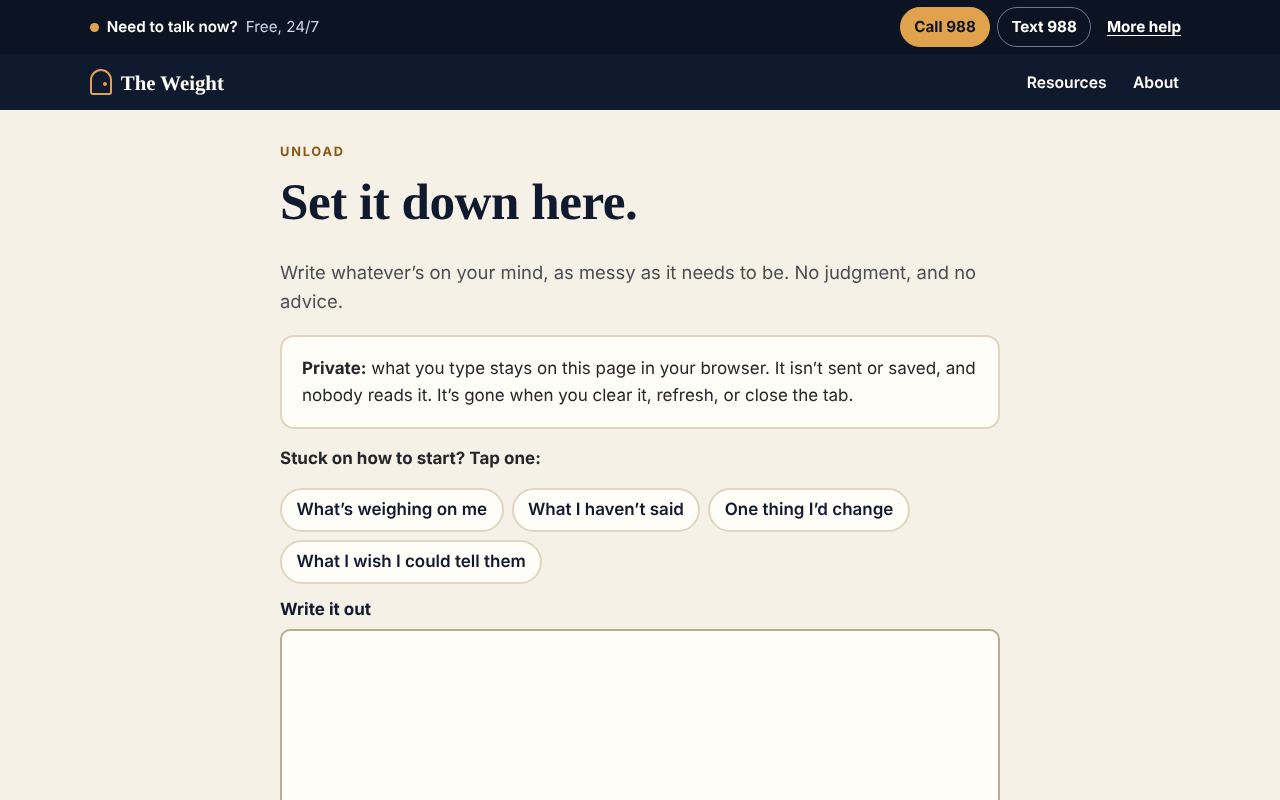 Need to talk now? Free, 24/7
Call 988
Text 988
More help
The Weight
Resources
About
UNLOAD
Set it down here.
Write whatever’s on your mind, as messy as it needs to be. No judgment, and no
advice.
Private: what you type stays on this page in your browser. It isn’t sent or saved, and
nobody reads it. It’s gone when you clear it, refresh, or close the tab.
Stuck on how to start? Tap one:
What’s weighing on me
What I haven’t said
One thing I’d change
What I wish I could tell them
Write it out